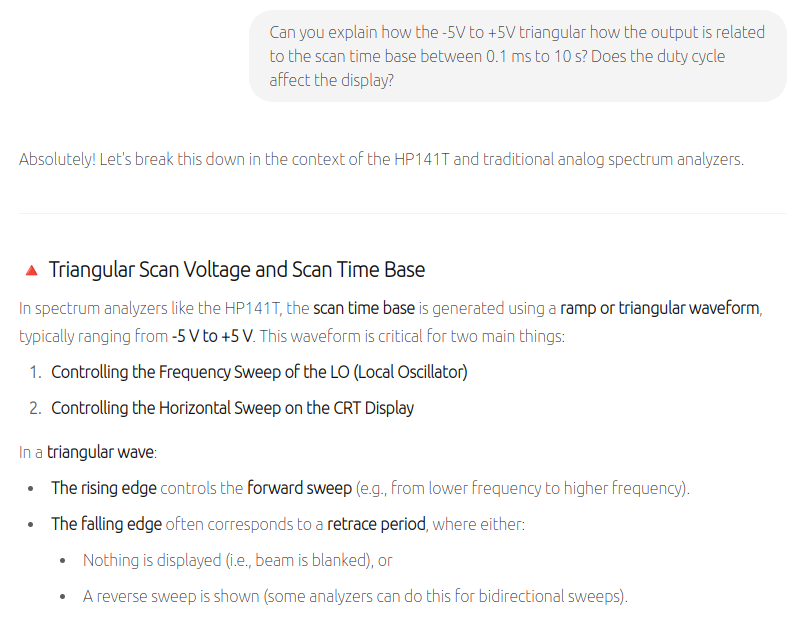 Can you explain how the -5V to +5V triangular how the output is related
to the scan time base between 0.1 ms to 10 s? Does the duty cycle
affect the display?
Absolutely! Let's break this down in the context of the HP141T and traditional analog spectrum analyzers.
🔺 Triangular Scan Voltage and Scan Time Base
In spectrum analyzers like the HP141T, the scan time base is generated using a ramp or triangular waveform,
typically ranging from -5 V to +5 V. This waveform is critical for two main things:
1. Controlling the Frequency Sweep of the LO (Local Oscillator)
2. Controlling the Horizontal Sweep on the CRT Display
In a triangular wave:
• The rising edge controls the forward sweep (e.g., from lower frequency to higher frequency).
• The falling edge often corresponds to a retrace period, where either:
• Nothing is displayed (i.e., beam is blanked), or
• A reverse sweep is shown (some analyzers can do this for bidirectional sweeps).